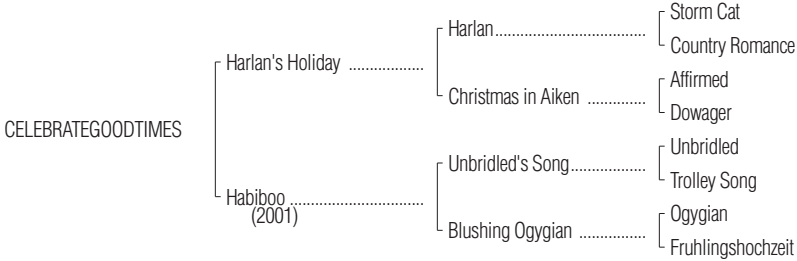 Storm Cat
Harlan....................................
Country Romance
Harlan's Holiday ..................
Affirmed
Christmas in Aiken ..............
Dowager
CELEBRATEGOODTIMES
Unbridled
Unbridled's Song..................
Trolley Song
Habiboo ................................
(2001)
Ogygian
Blushing Ogygian ................
Fruhlingshochzeit